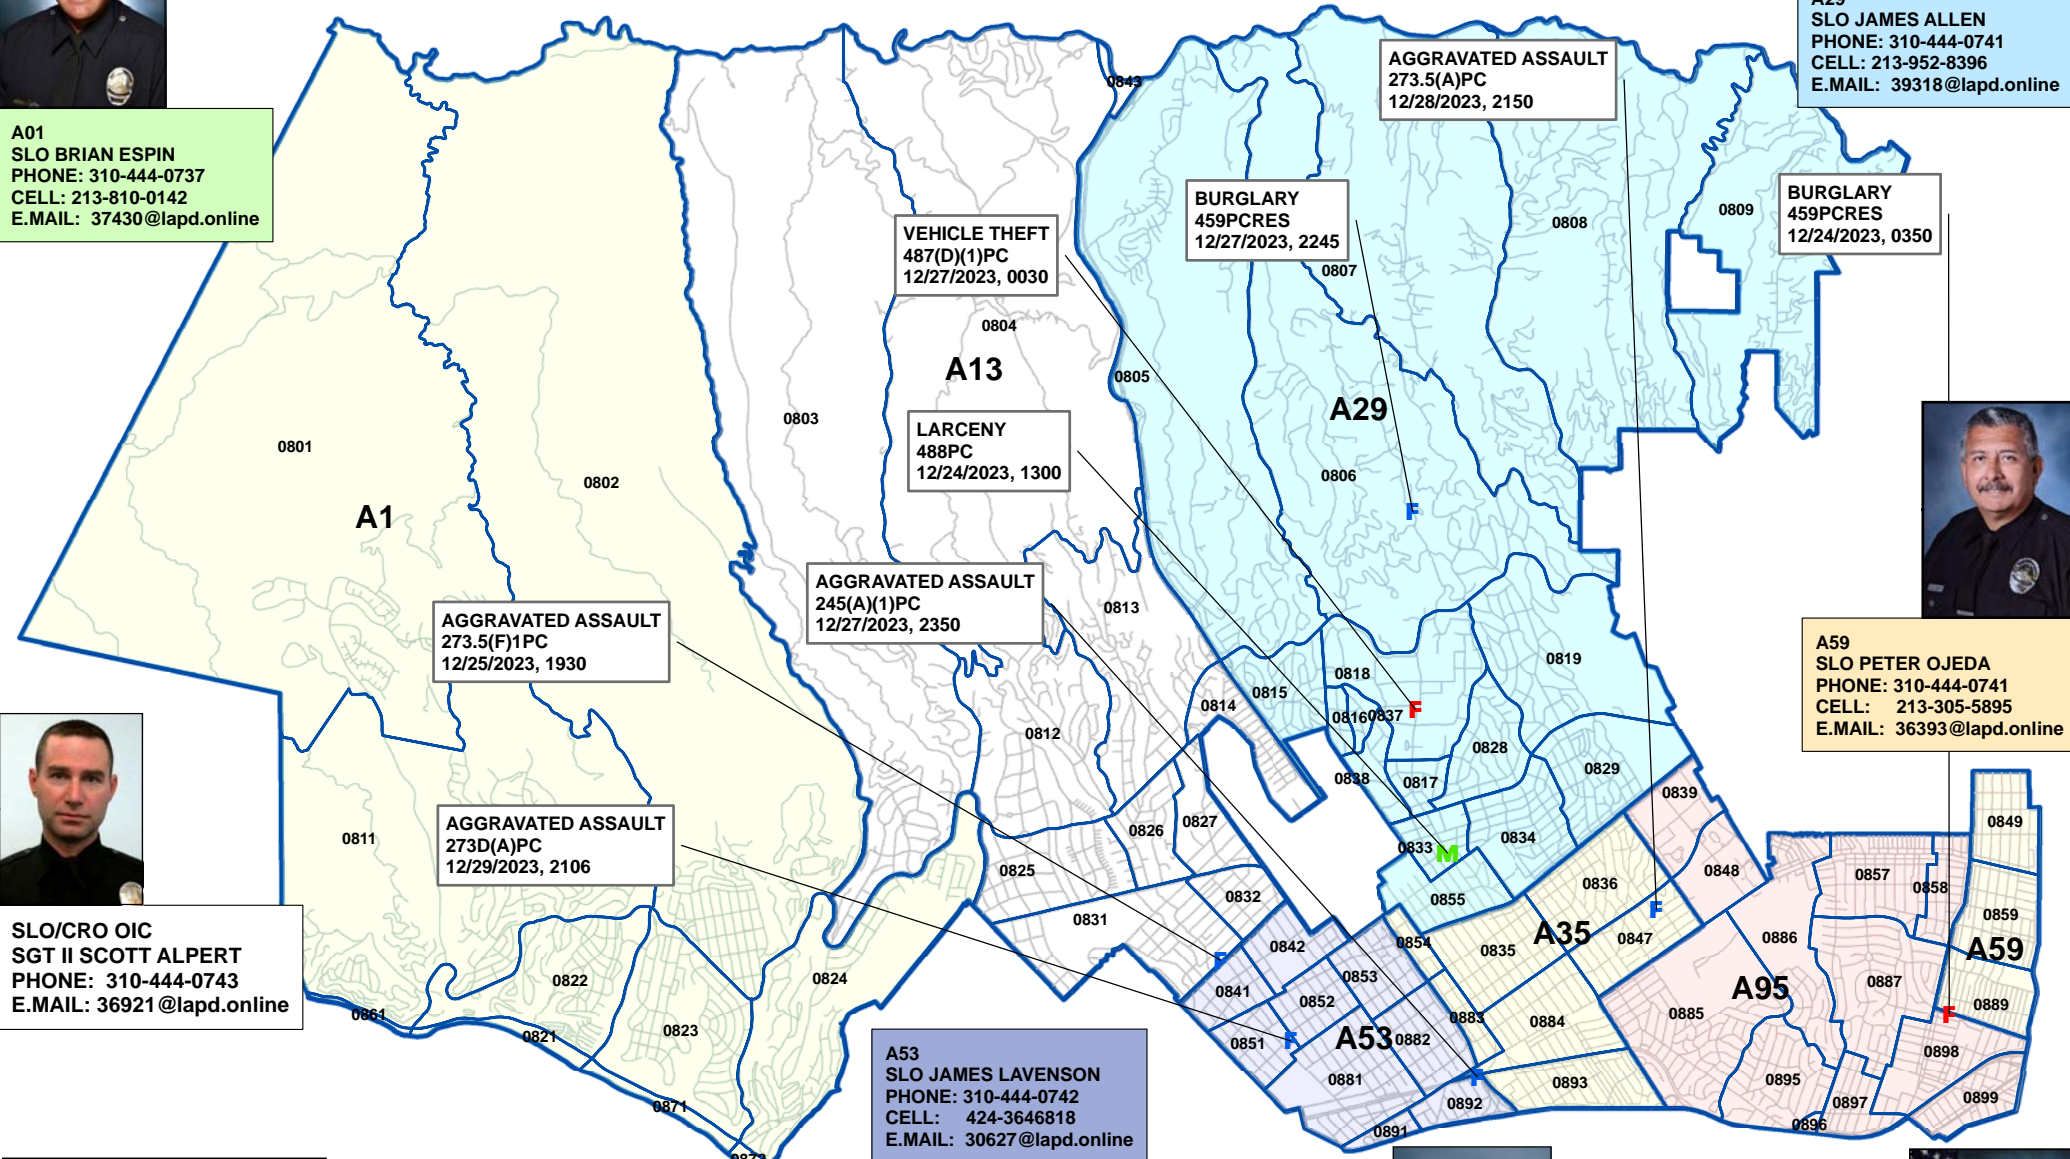 A29
SLO JAMES ALLEN
PHONE: 310-444-0741
CELL: 213-952-8396
E.MAIL: 39318@lapd.online
A01
SLO BRIAN ESPIN
PHONE: 310-444-0737
CELL: 213-810-0142
E.MAIL: 37430@lapd.online
AGGRAVATED ASSAULT
273.5(A)PC
12/28/2023, 2150
BURGLARY
459PCRES
12/27/2023, 2245
BURGLARY
459PCRES
12/24/2023, 0350
VEHICLE THEFT
487(D)(1)PC
12/27/2023, 0030
LARCENY
488PC
12/24/2023, 1300
AGGRAVATED ASSAULT
245(A)(1)PC
12/27/2023, 2350
AGGRAVATED ASSAULT
273.5(F)1PC
12/25/2023, 1930
AGGRAVATED ASSAULT
273D(A)PC
12/29/2023, 2106
A59
SLO PETER OJEDA
PHONE: 310-444-0741
CELL: 213-305-5895
E.MAIL: 36393@lapd.online
SLO/CRO OIC
SGT II SCOTT ALPERT
PHONE: 310-444-0743
E.MAIL: 36921@lapd.online
A53
SLO JAMES LAVENSON
PHONE: 310-444-0742
CELL: 424-3646818
E.MAIL: 30627@lapd.online
0843
0809
0808
0807
0804
A13
0805
0803
A29
0801
0802
0806
A1
F
0813
0819
0818
0815
0814
0816
0837
F
0812
0828
0829
0838
0817
0839
0849
0826
0827
0834
0811
0833
M
0825
0848
0857
0858
0836
0832
0855
F
0859
0831
A35
0886
0842
0854
0835
0847
A59
F
0853
0824
0822
0887
A95
0841
0852
0889
0861
0885
F
0883
0884
0823
0821
F
A53
0882
0851
0898
F
0881
0893
0895
0899
0871
0892
0897
0891
0896
0872